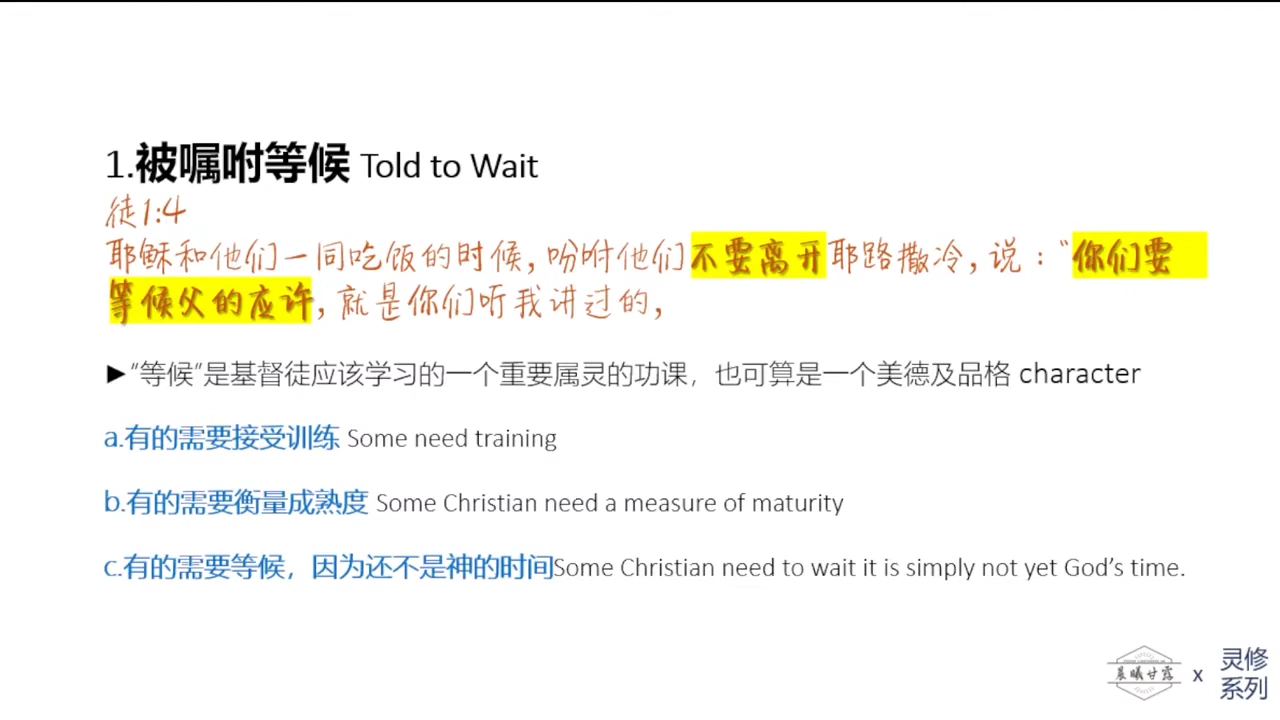 1.被嘱咐等候 Told to Wait
徒1:4
耶稣和他们一同吃饭的时候，吩咐他们不要离开耶路撒冷，说：“你们要
等候父的应许，就是你们听我讲过的，
▶“等候”是基督徒应该学习的一个重要属灵的功课，也可算是一个美德及品格 character
a.有的需要接受训练 Some need training
b.有的需要衡量成熟度 Some Christian need a measure of maturity
c.有的需要等候，因为还不是神的时间Some Christian need to wait it is simply not yet God’s time.
晨曦甘露 x 灵修
系列